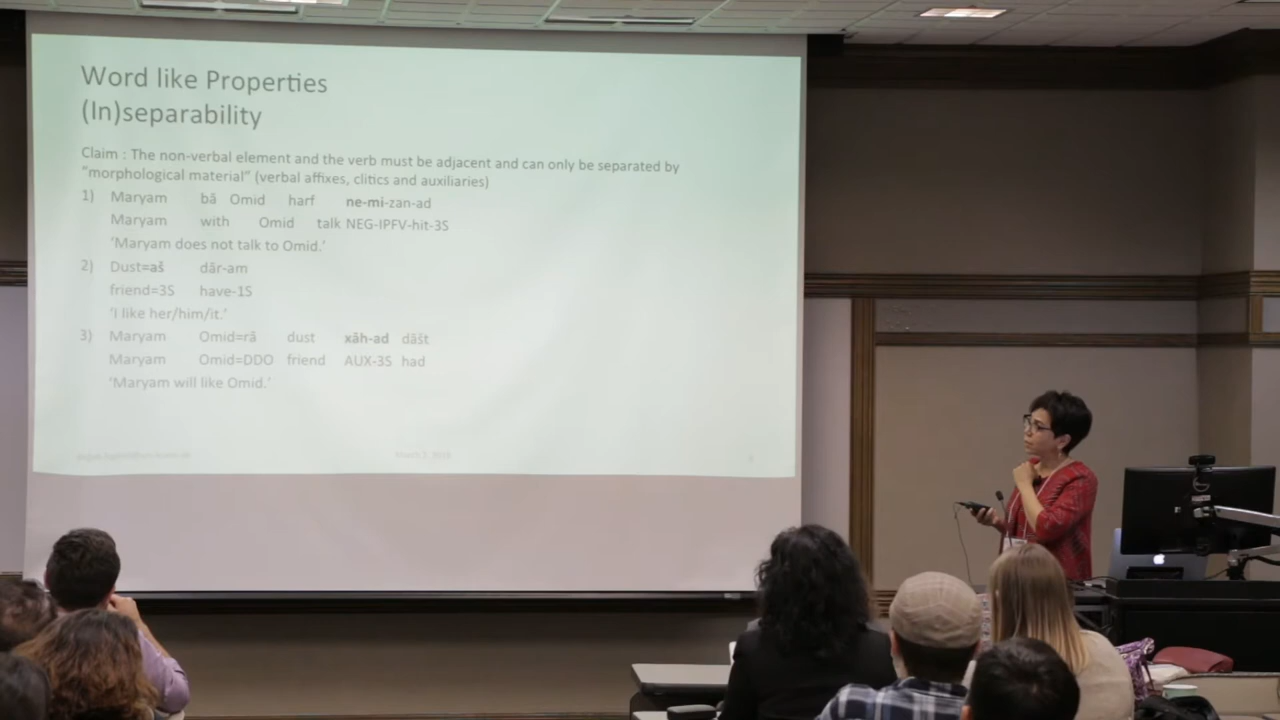 Word like Properties
(In)separability
Claim : The non-verbal element and the verb must be adjacent and can only be separated by
"morphological material" (verbal affixes, clitics and auxiliaries)
1) Maryam bā Omid harf ne-mi-zan-ad
Maryam with Omid talk NEG-IPFV-hit-3S
'Maryam does not talk to Omid.'
2) Dust=aš dār-am
friend=3S have-1S
'I like her/him/it.'
3) Maryam Omid=rā dust xāh-ad dāšt
Maryam Omid=DDO friend AUX-3S had
'Maryam will like Omid.'